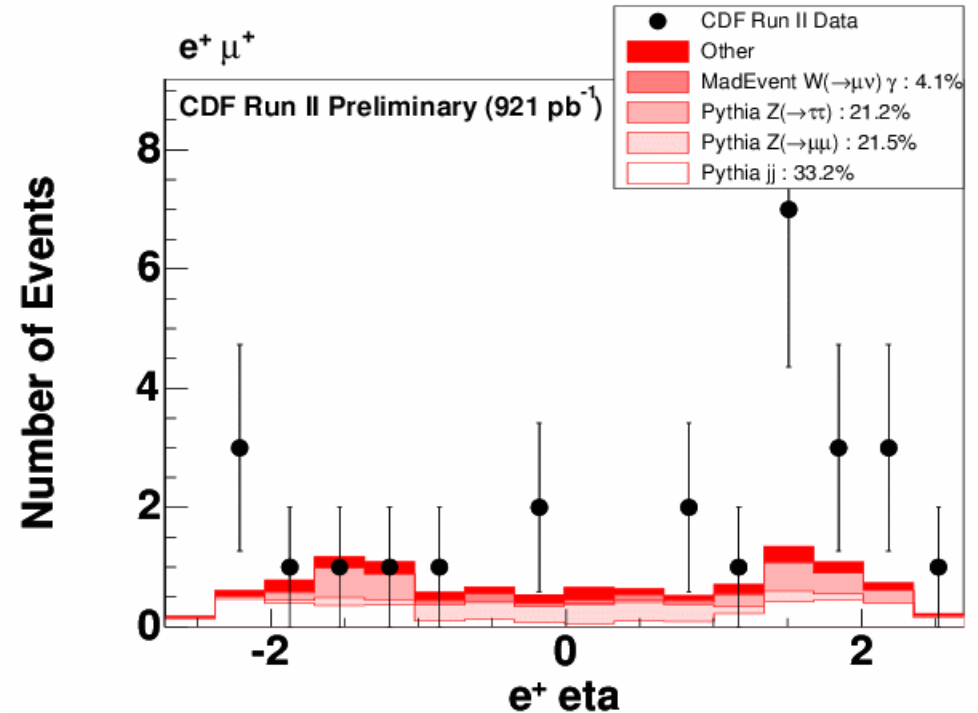 e⁺ μ⁺
CDF Run II Preliminary (921 pb⁻¹)
CDF Run II Data
Other
MadEvent W(→μν) γ : 4.1%
Pythia Z(→ττ) : 21.2%
Pythia Z(→μμ) : 21.5%
Pythia jj : 33.2%
Number of Events
8
6
4
2
0
-2 0 2
e⁺ eta